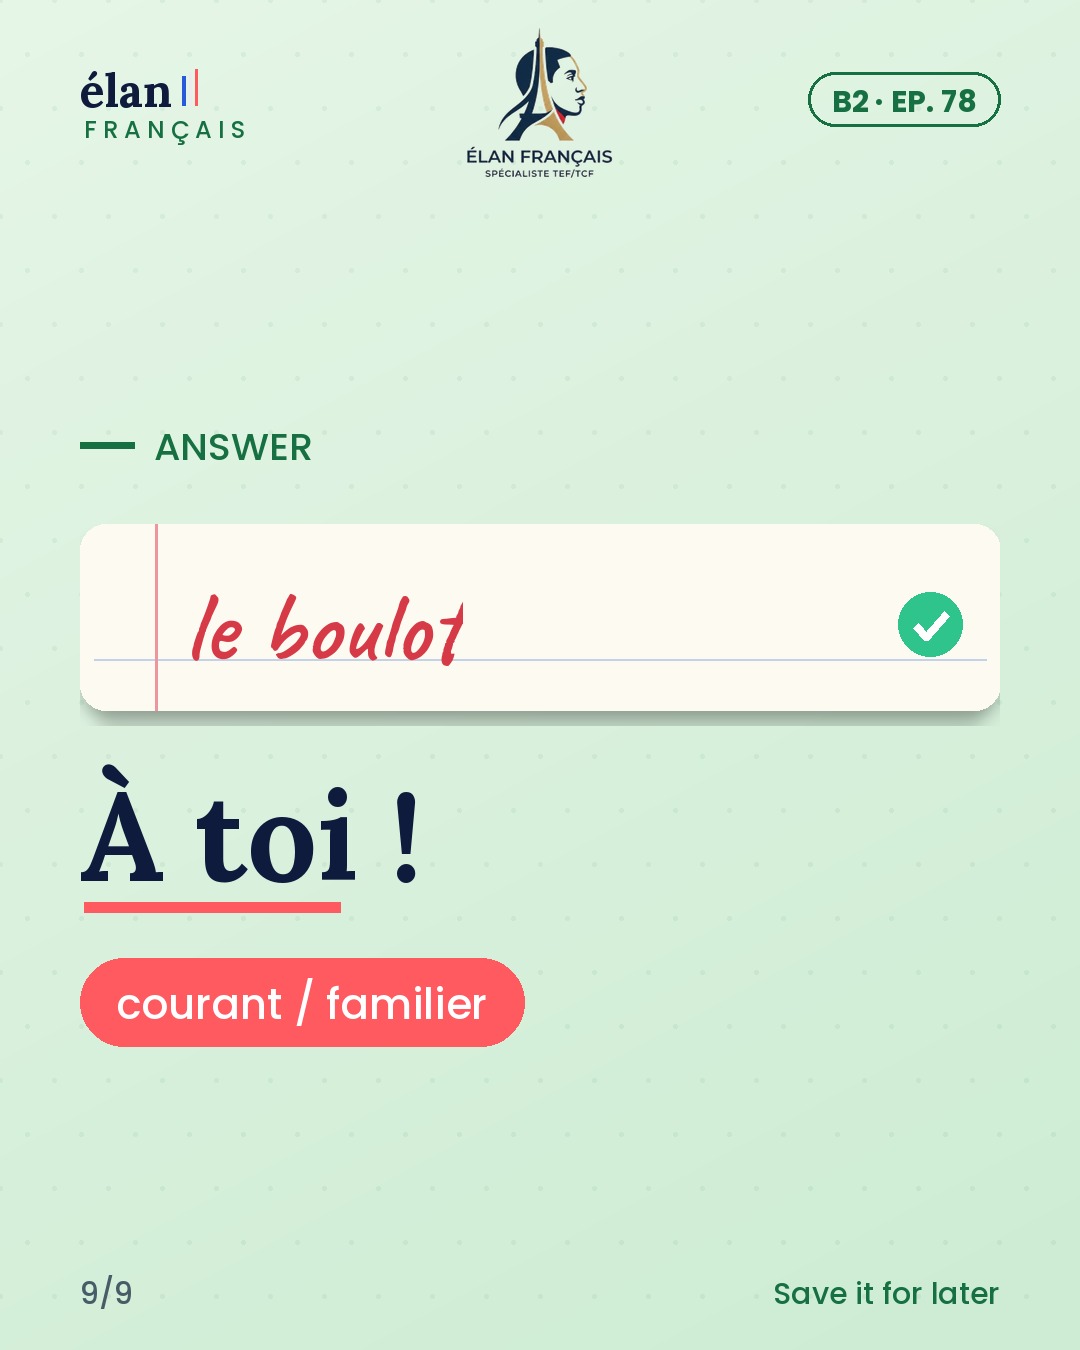 élan
FRANÇAIS
ÉLAN FRANÇAIS
SPÉCIALISTE TEF/TCF
B2 · EP. 78
ANSWER
le boulot
À toi !
courant / familier
9/9
Save it for later